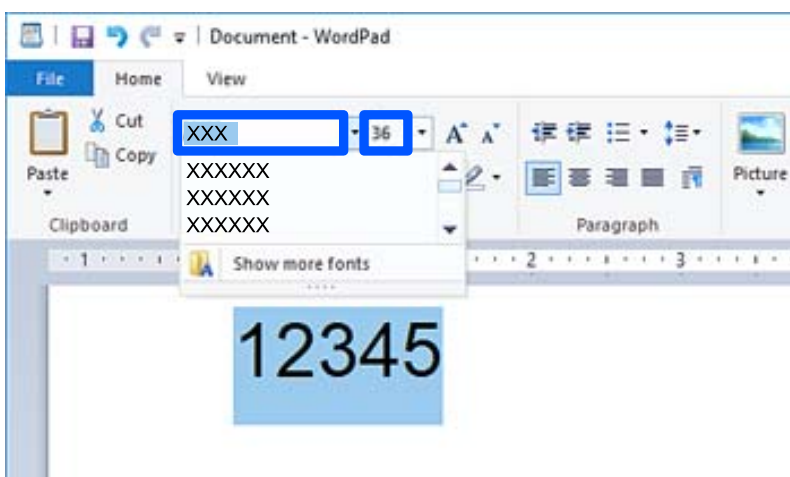 Document - WordPad
File Home View
Cut
Copy
Paste
Clipboard
XXX
36
A A
XXXXXX
XXXXXX
XXXXXX
Show more fonts
Paragraph
Picture
1 2 3
12345